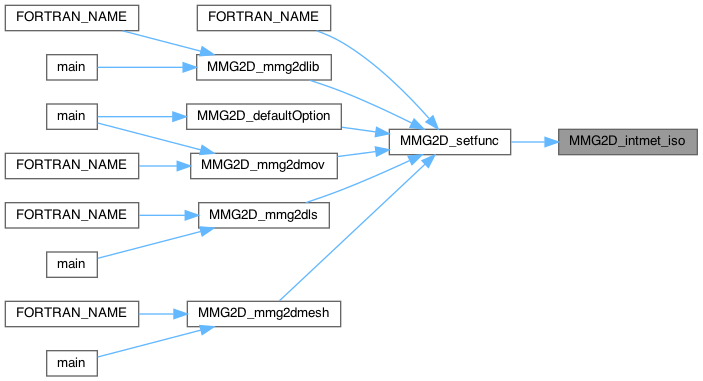 FORTRAN_NAME
FORTRAN_NAME
main
MMG2D_mmg2dlib
main
MMG2D_defaultOption
MMG2D_setfunc
MMG2D_intmet_iso
FORTRAN_NAME
MMG2D_mmg2dmov
FORTRAN_NAME
MMG2D_mmg2dls
main
FORTRAN_NAME
MMG2D_mmg2dmesh
main